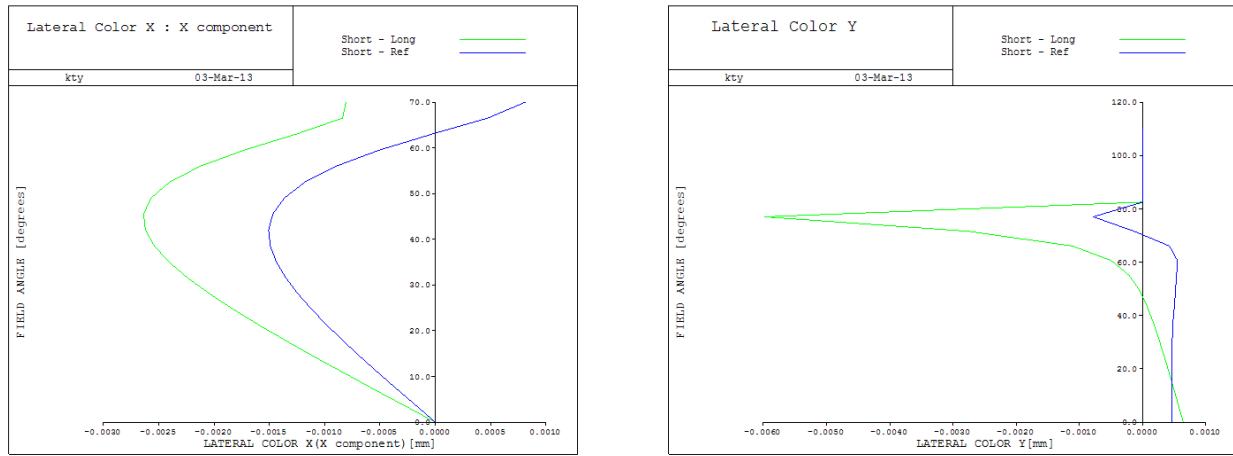 Lateral Color X : X component
Short - Long
Short - Ref
kty 03-Mar-13
70.0
60.0
50.0
40.0
30.0
20.0
10.0
0.0
FIELD ANGLE [degrees]
-0.0030 -0.0025 -0.0020 -0.0015 -0.0010 -0.0005 0.0000 0.0005 0.0010
LATERAL COLOR X(X component)[mm]
Lateral Color Y
Short - Long
Short - Ref
kty 03-Mar-13
120.0
100.0
80.0
60.0
40.0
20.0
0.0
FIELD ANGLE [degrees]
-0.0060 -0.0050 -0.0040 -0.0030 -0.0020 -0.0010 0.0000 0.0010
LATERAL COLOR Y[mm]